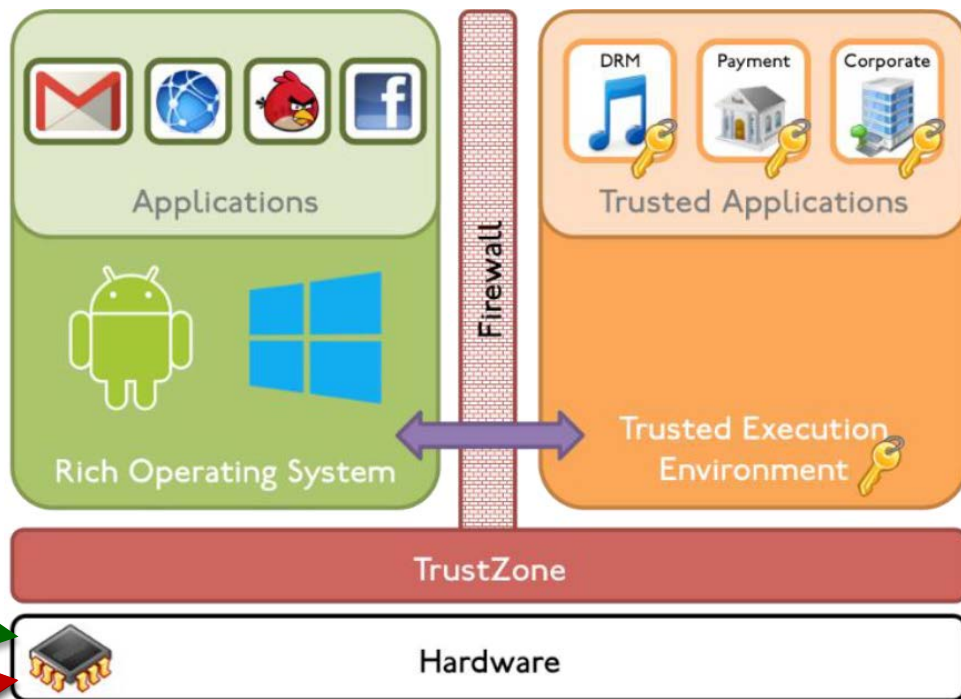 DRM
Payment
Corporate
f
Applications
Trusted Applications
Firewall
Rich Operating System
Trusted Execution
Environment
TrustZone
Hardware